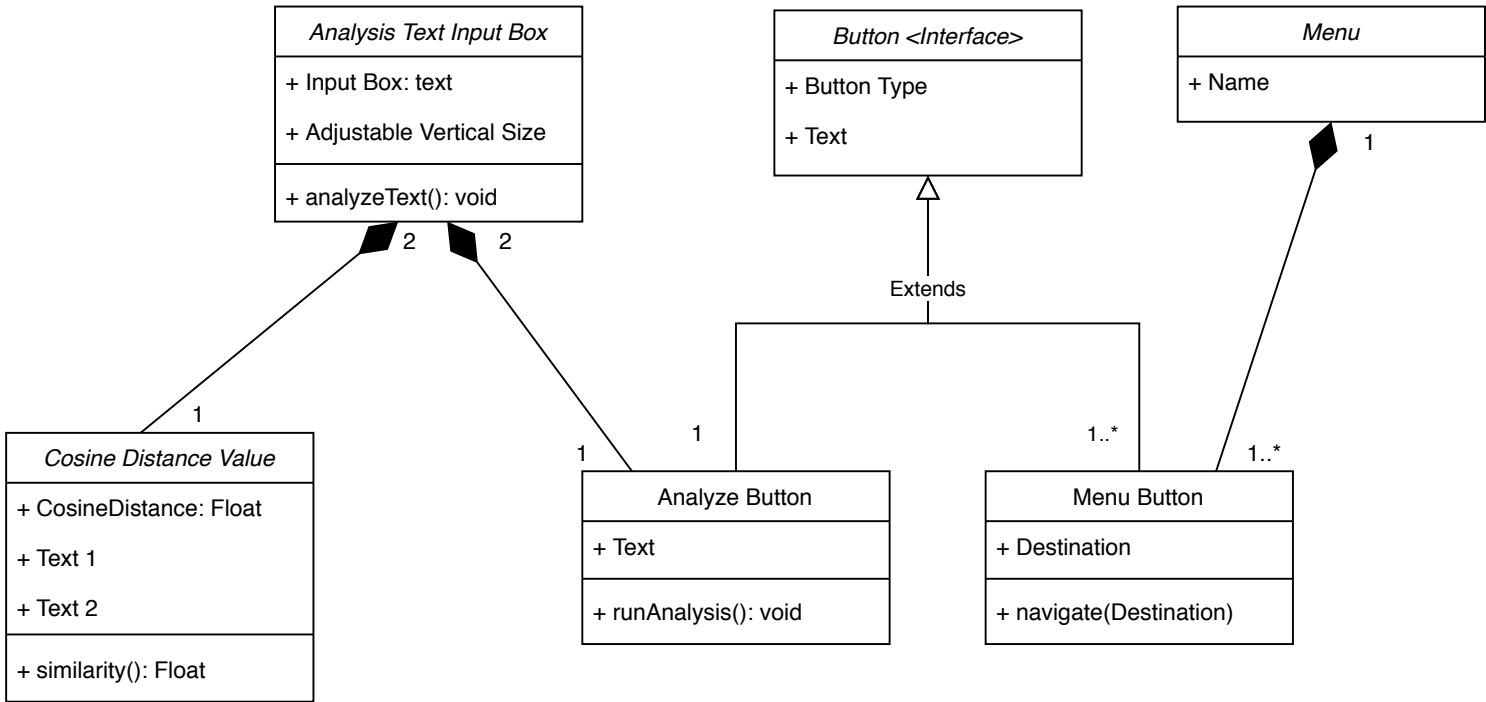 Analysis Text Input Box
+ Input Box: text
+ Adjustable Vertical Size
+ analyzeText(): void
Button <Interface>
+ Button Type
+ Text
Menu
+ Name
2
2
1
Extends
1
1
1
1..*
1..*
Cosine Distance Value
+ CosineDistance: Float
+ Text 1
+ Text 2
+ similarity(): Float
Analyze Button
+ Text
+ runAnalysis(): void
Menu Button
+ Destination
+ navigate(Destination)